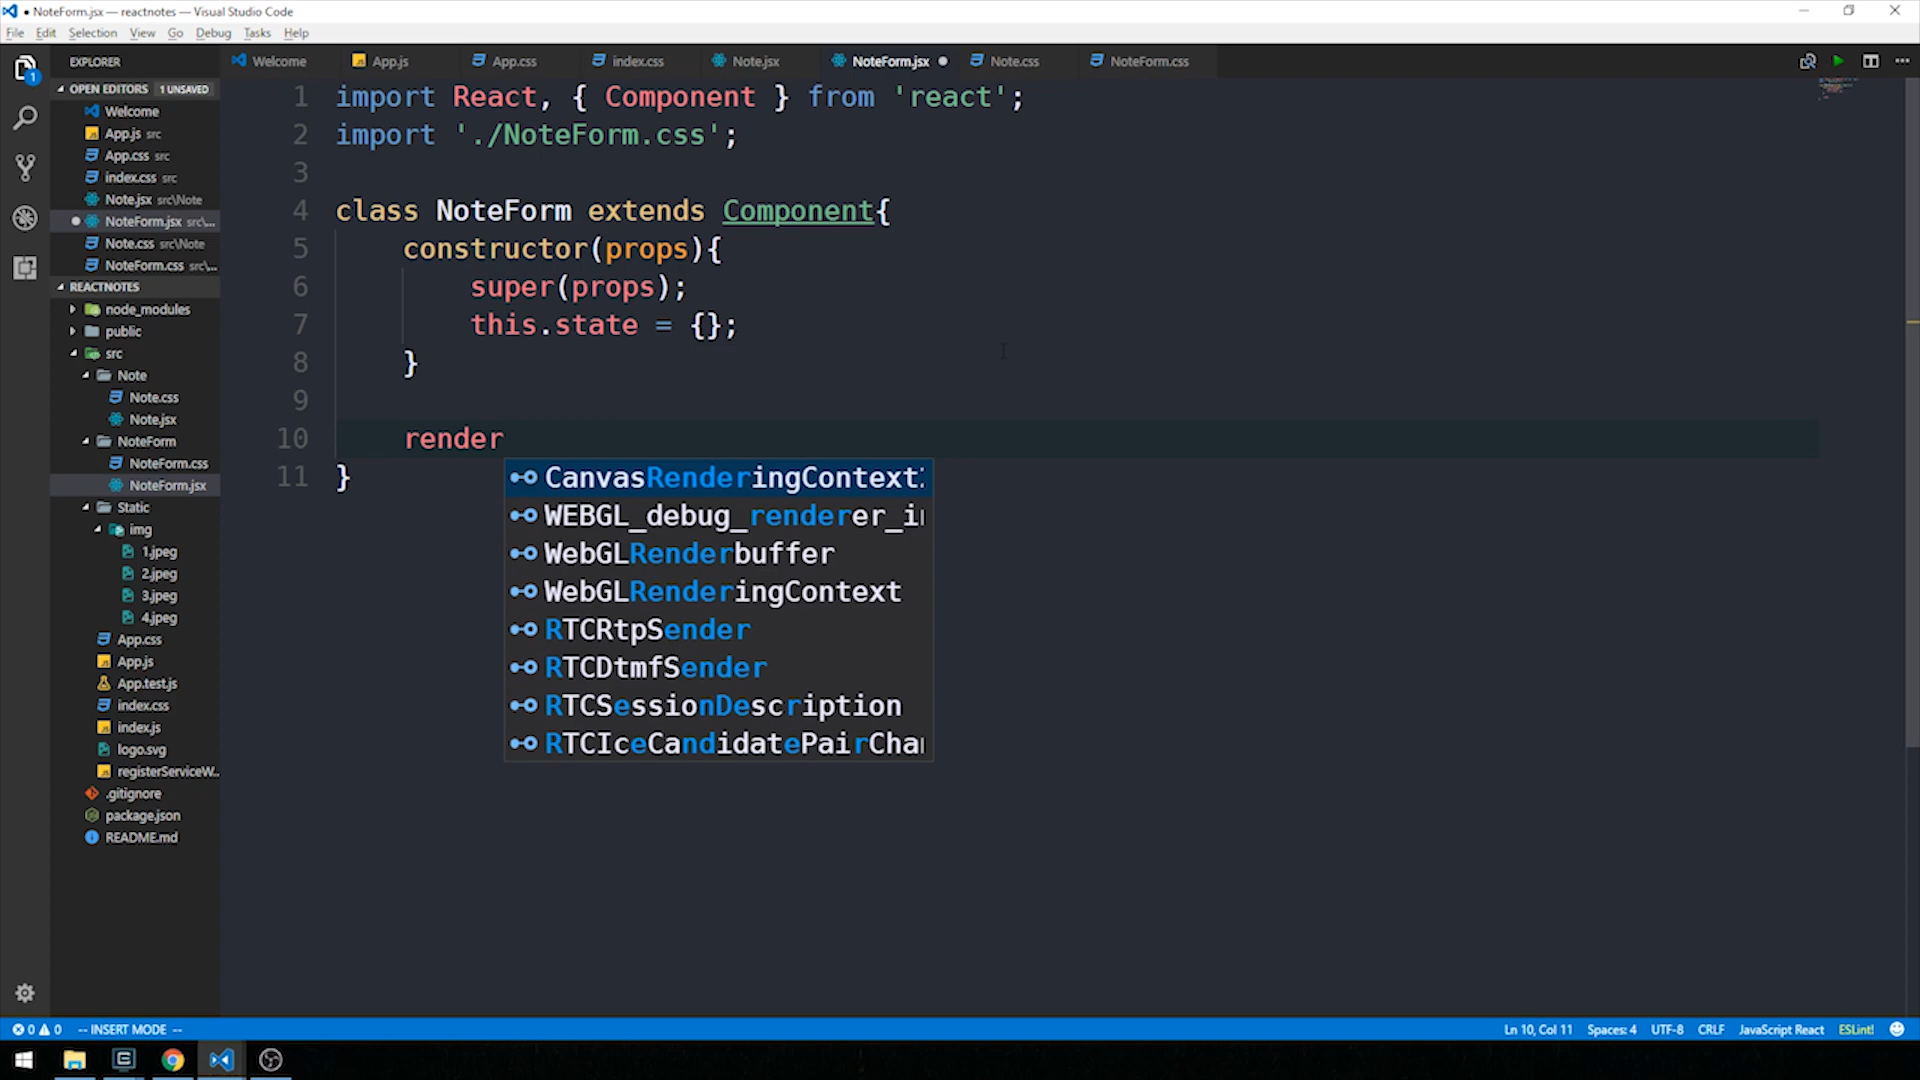 NoteForm.jsx — reactnotes — Visual Studio Code
File Edit Selection View Go Debug Tasks Help
EXPLORER
OPEN EDITORS 1 UNSAVED
Welcome
App.js src
App.css src
index.css src
Note.jsx src\Note
NoteForm.jsx src\...
Note.css src\Note
NoteForm.css src\...
REACTNOTES
node_modules
public
src
Note
Note.css
Note.jsx
NoteForm
NoteForm.css
NoteForm.jsx
Static
img
1.jpeg
2.jpeg
3.jpeg
4.jpeg
App.css
App.js
App.test.js
index.css
index.js
logo.svg
registerServiceW...
.gitignore
package.json
README.md
1
Welcome App.js App.css index.css Note.jsx NoteForm.jsx Note.css NoteForm.css
1 import React, { Component } from 'react';
2 import './NoteForm.css';
3
4 class NoteForm extends Component{
5 constructor(props){
6 super(props);
7 this.state = {};
8 }
9
10 render
11 }
CanvasRenderingContext
WEBGL_debug_renderer_i
WebGLRenderbuffer
WebGLRenderingContext
RTCRtpSender
RTCDtmfSender
RTCSessionDescription
RTCIceCandidatePairCha
0 0 -- INSERT MODE -- Ln 10, Col 11 Spaces: 4 UTF-8 CRLF JavaScript React ESLint!